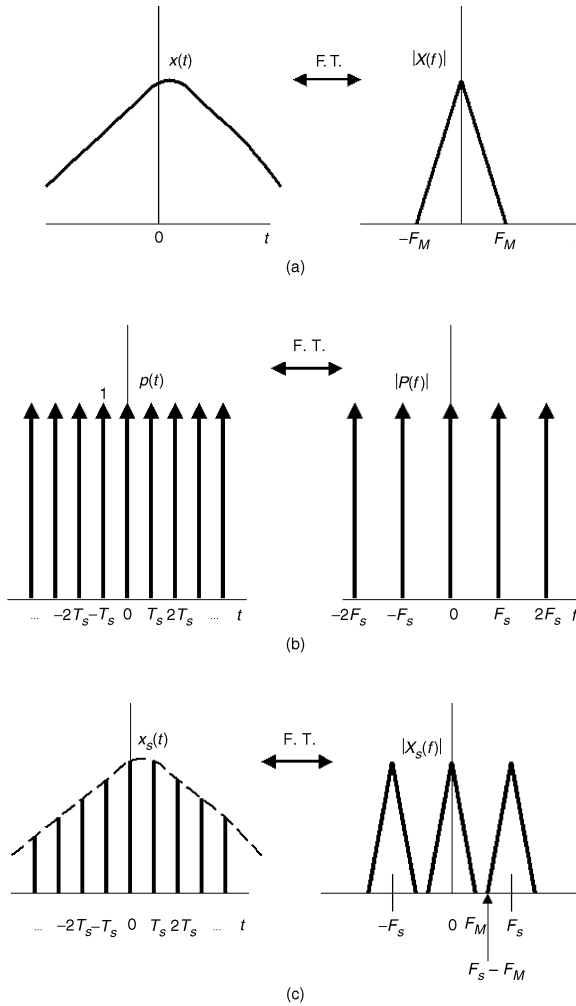 x(t)
F.T.
|X(f)|
0
t
−F_M
F_M
(a)
F. T.
1
p(t)
|P(f)|
... −2T_s −T_s 0 T_s 2T_s ... t
−2F_s −F_s 0 F_s 2F_s f
(b)
x_s(t)
F.T.
|X_s(f)|
... −2T_s −T_s 0 T_s 2T_s ... t
−F_s 0 F_M F_s
F_s − F_M
(c)